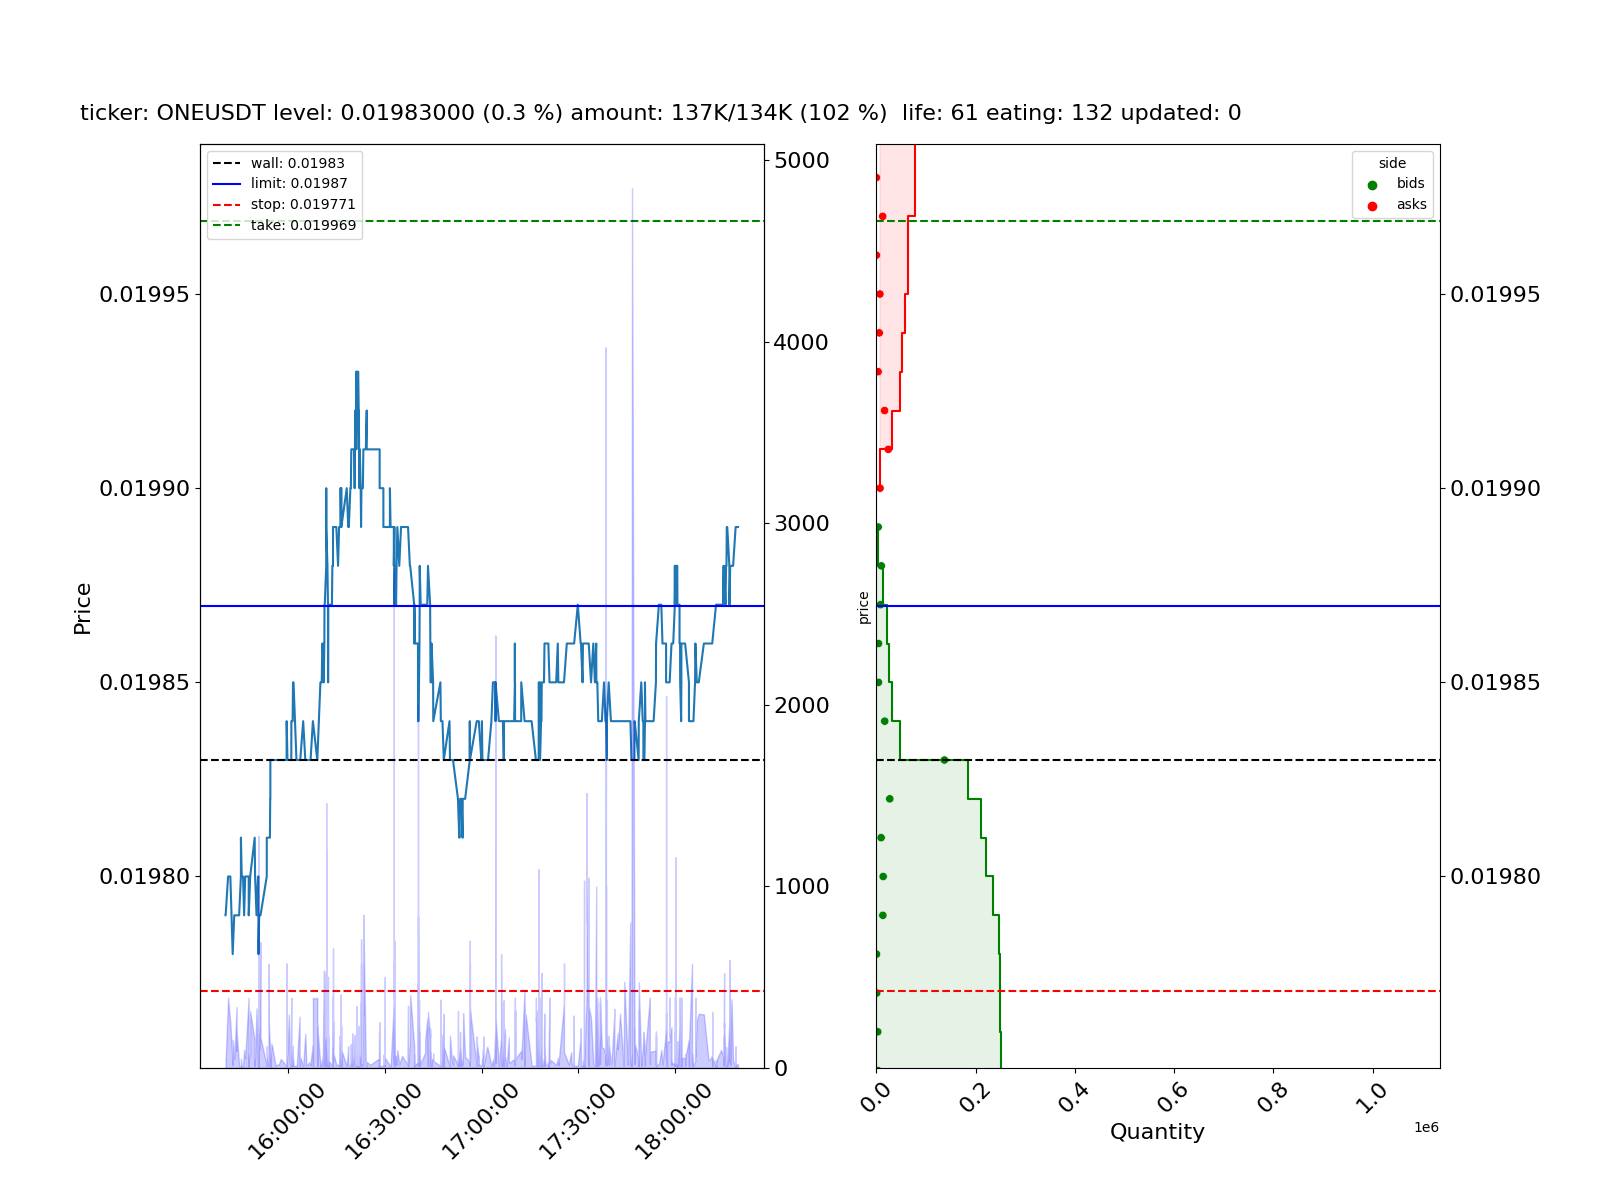 ticker: ONEUSDT level: 0.01983000 (0.3 %) amount: 137K/134K (102 %)  life: 61 eating: 132 updated: 0
wall: 0.01983
limit: 0.01987
stop: 0.019771
take: 0.019969
Price
0.01995
0.01990
0.01985
0.01980
5000
4000
3000
2000
1000
0
16:00:00
16:30:00
17:00:00
17:30:00
18:00:00
side
bids
asks
price
0.01995
0.01990
0.01985
0.01980
0.0
0.2
0.4
0.6
0.8
1.0
1e6
Quantity